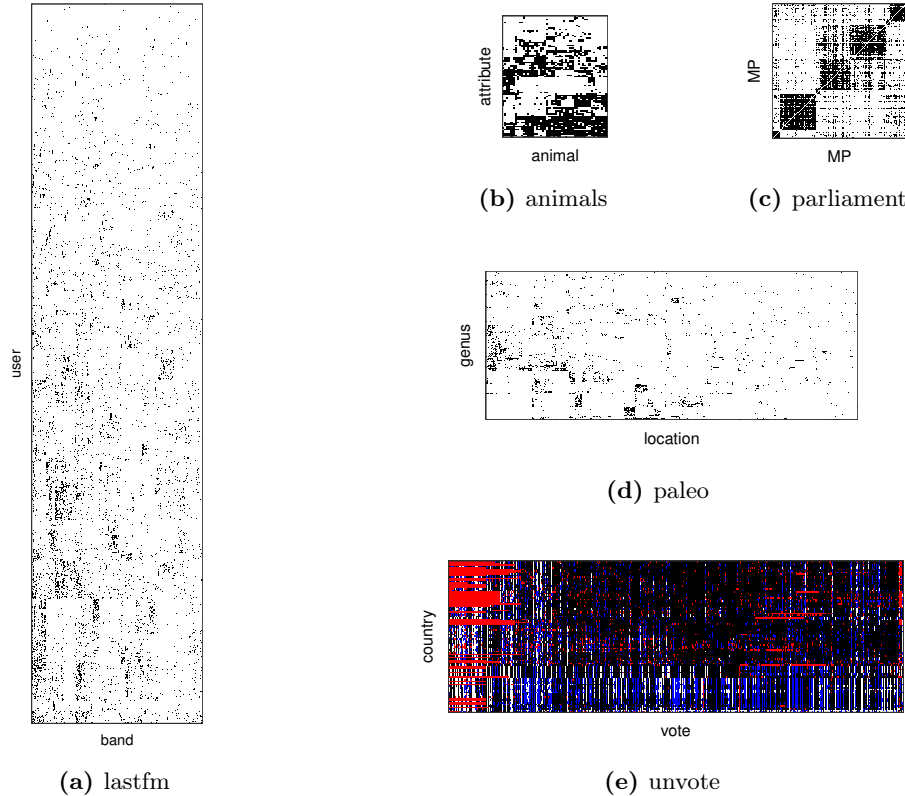 user
band
(a) lastfm
attribute
animal
(b) animals
MP
MP
(c) parliament
genus
location
(d) paleo
country
vote
(e) unvote